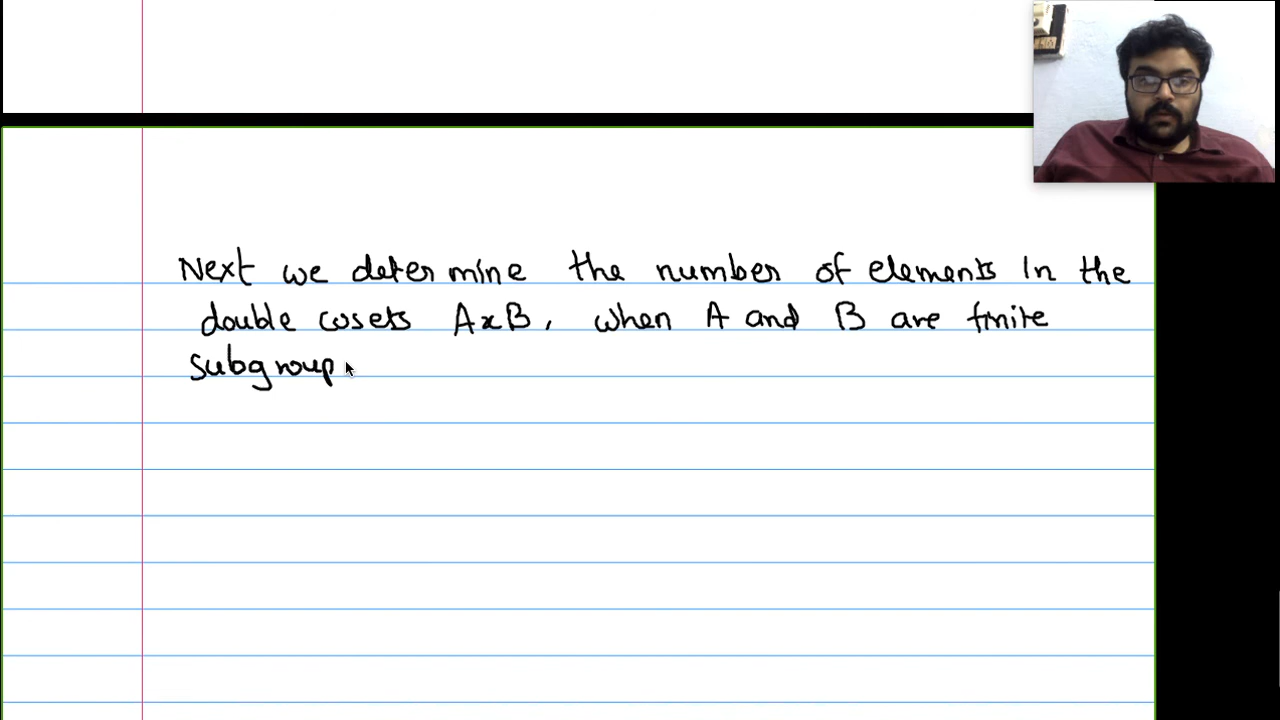 Next we determine the number of elements in the
double cosets AxB, when A and B are finite
subgroup